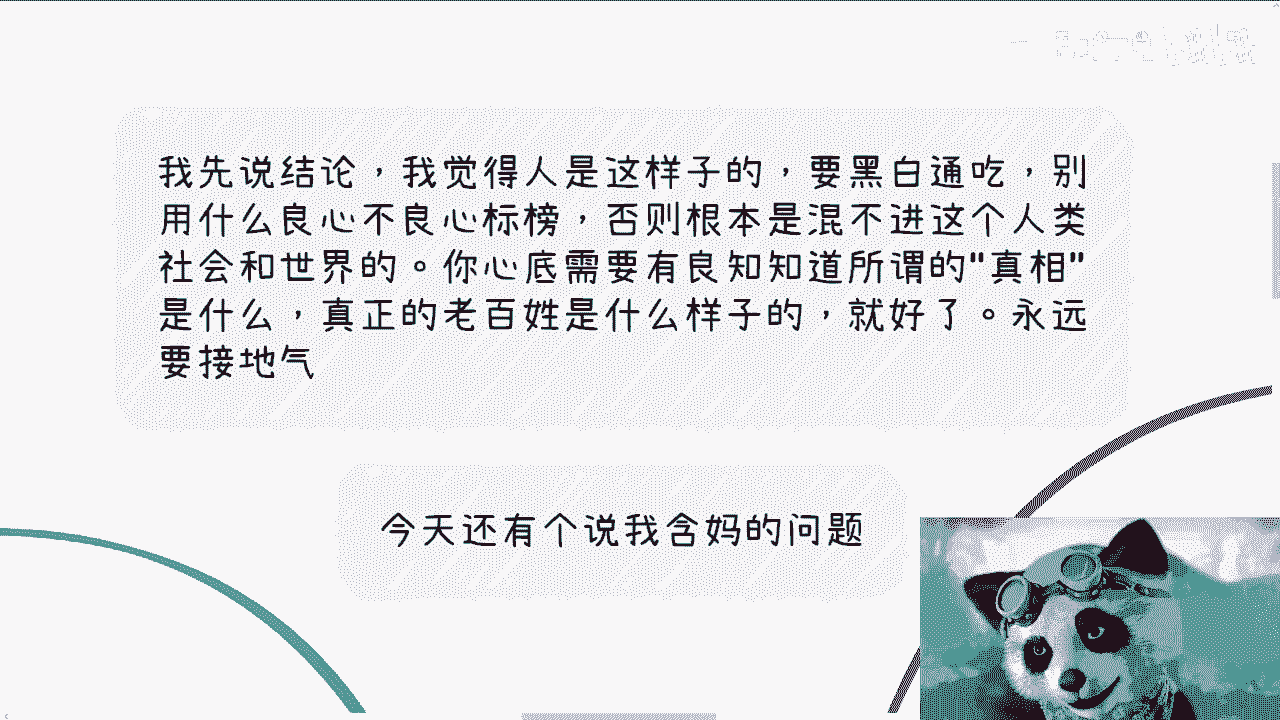 我先说结论，我觉得人是这样子的，要黑白通吃，别
用什么良心不良心标榜，否则根本是混不进这个人类
社会和世界的。你心底需要有良知知道所谓的"真相"
是什么，真正的老百姓是什么样子的，就好了。永远
要接地气
今天还有个说我含妈的问题